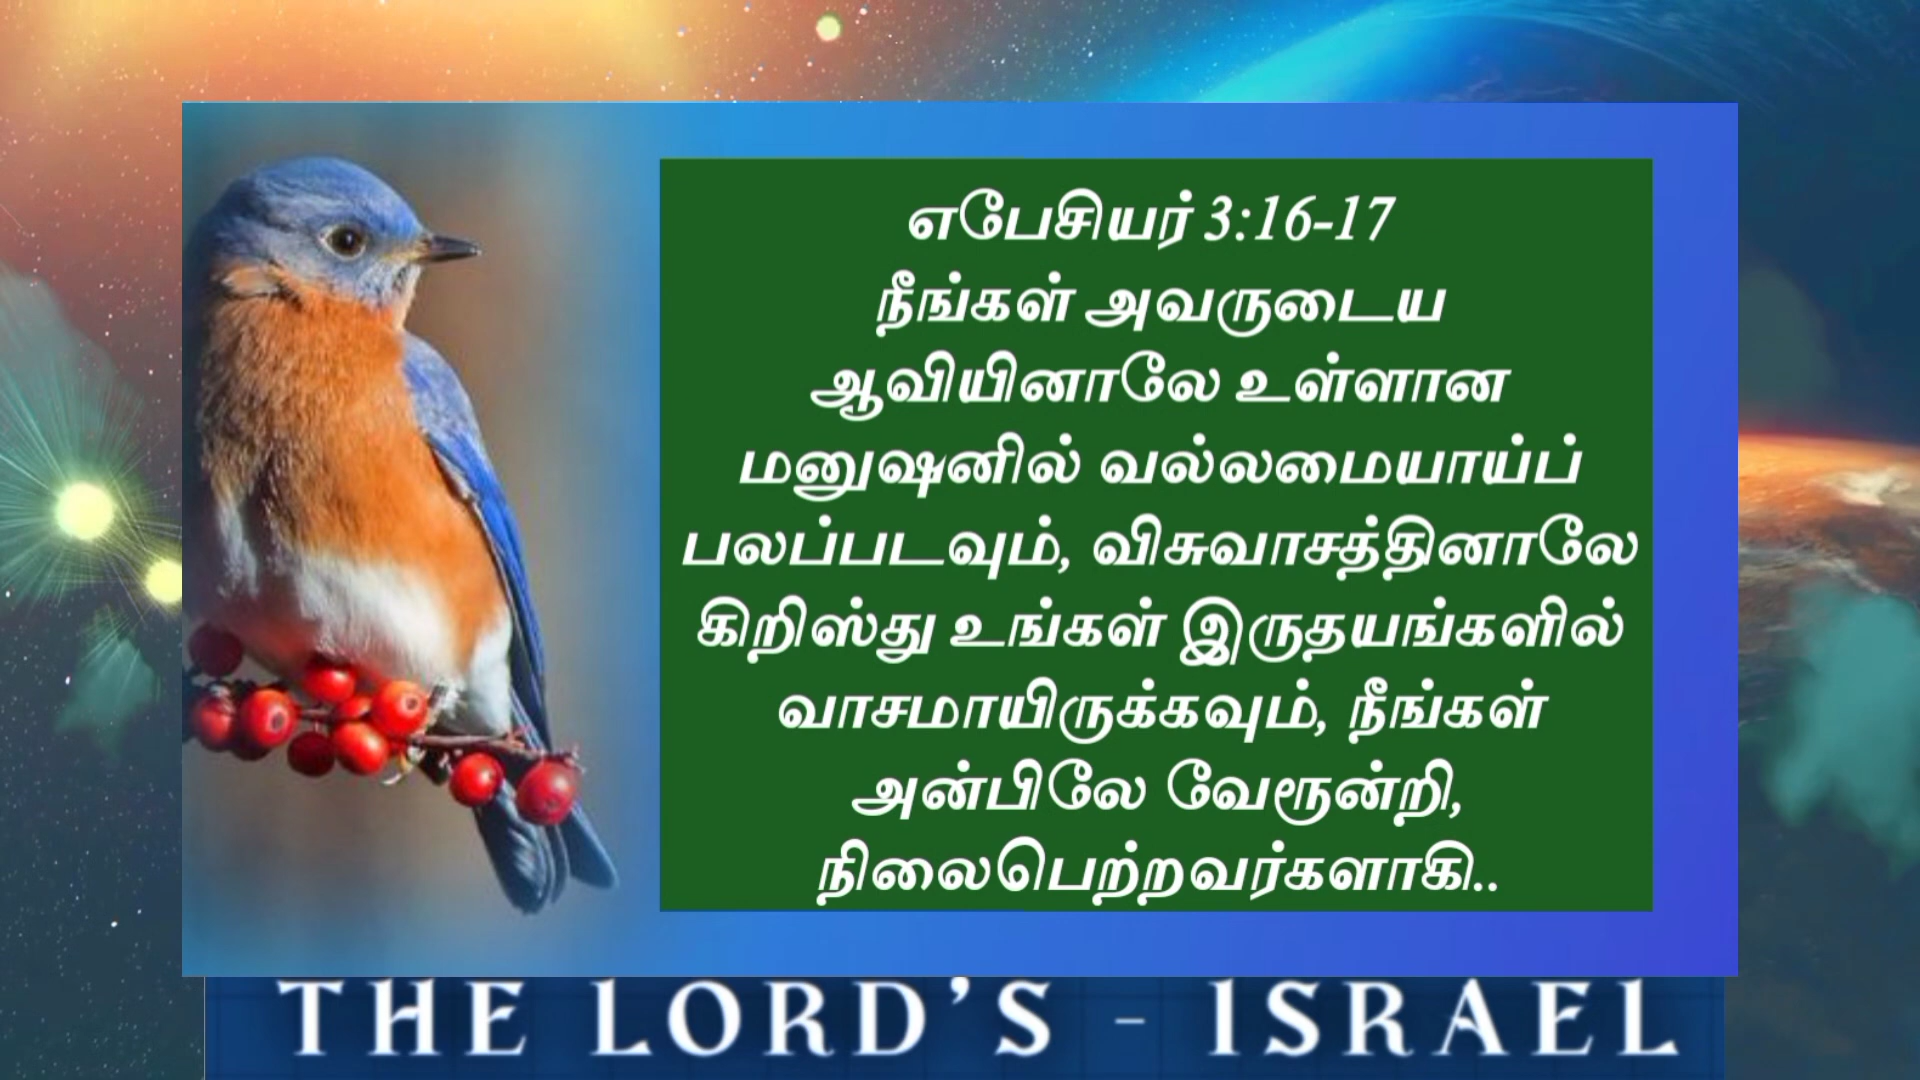 எபேசியர் 3:16-17
நீங்கள் அவருடைய
ஆவியினாலே உள்ளான
மனுஷனில் வல்லமையாய்ப்
பலப்படவும், விசுவாசத்தினாலே
கிறிஸ்து உங்கள் இருதயங்களில்
வாசமாயிருக்கவும், நீங்கள்
அன்பிலே வேரூன்றி,
நிலைபெற்றவர்களாகி..
THE LORD'S - ISRAEL